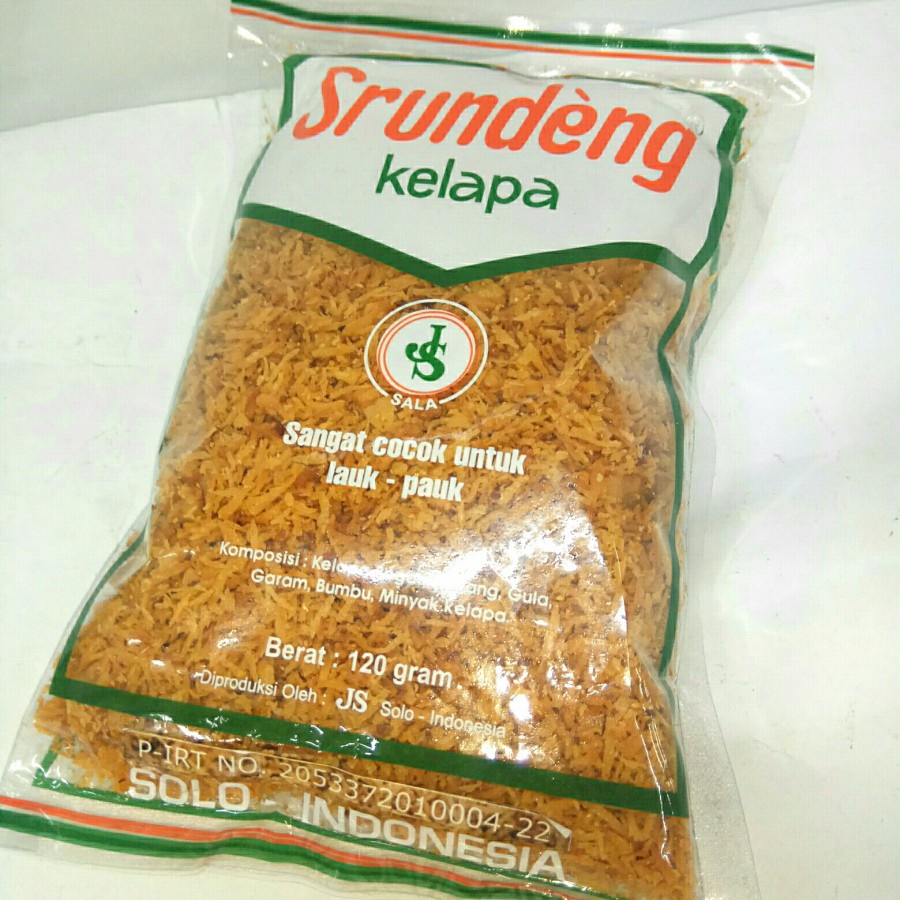 Srundèng
kelapa
JS
SALA
Sangat cocok untuk
lauk - pauk
Komposisi : Gula,
Garam, Bumbu, Minyak Kelapa.
Berat : 120 gram
Diproduksi Oleh : JS Solo - Indonesia
P-IRT NO. 2053372010004-22
SOLO - INDONESIA